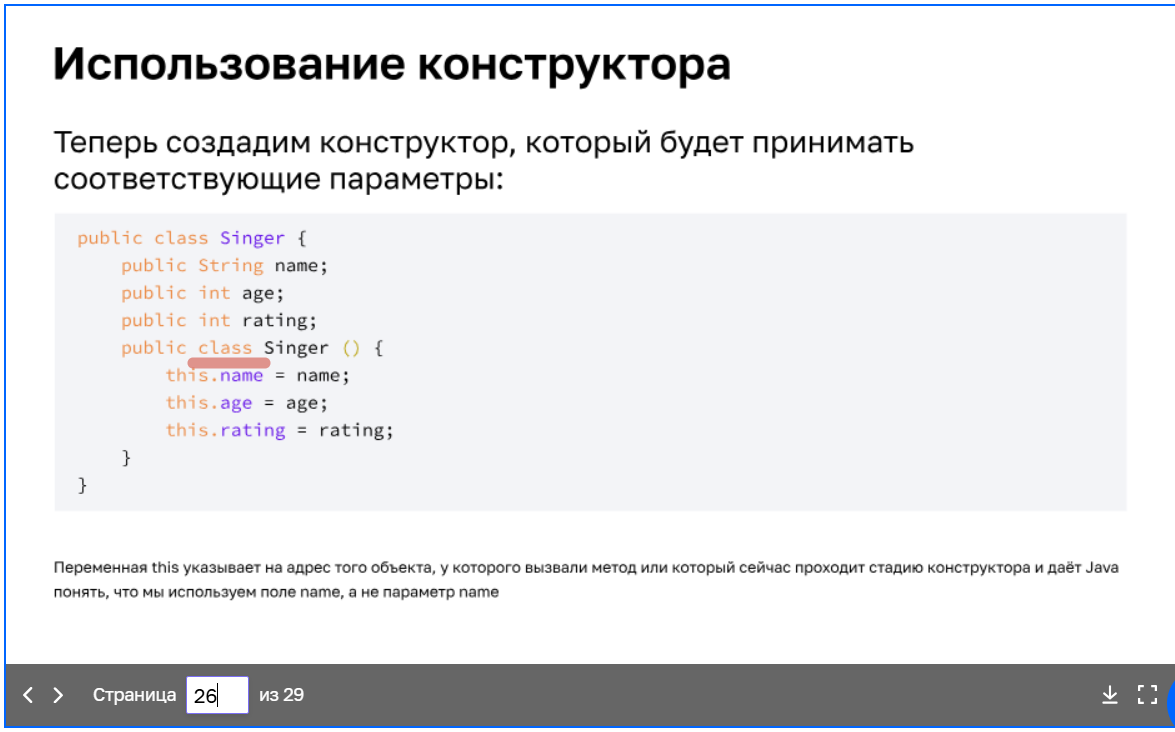 Использование конструктора
Теперь создадим конструктор, который будет принимать
соответствующие параметры:
public class Singer {
    public String name;
    public int age;
    public int rating;
    public class Singer () {
        this.name = name;
        this.age = age;
        this.rating = rating;
    }
}
Переменная this указывает на адрес того объекта, у которого вызвали метод или который сейчас проходит стадию конструктора и даёт Java
понять, что мы используем поле name, а не параметр name
Страница 26 из 29